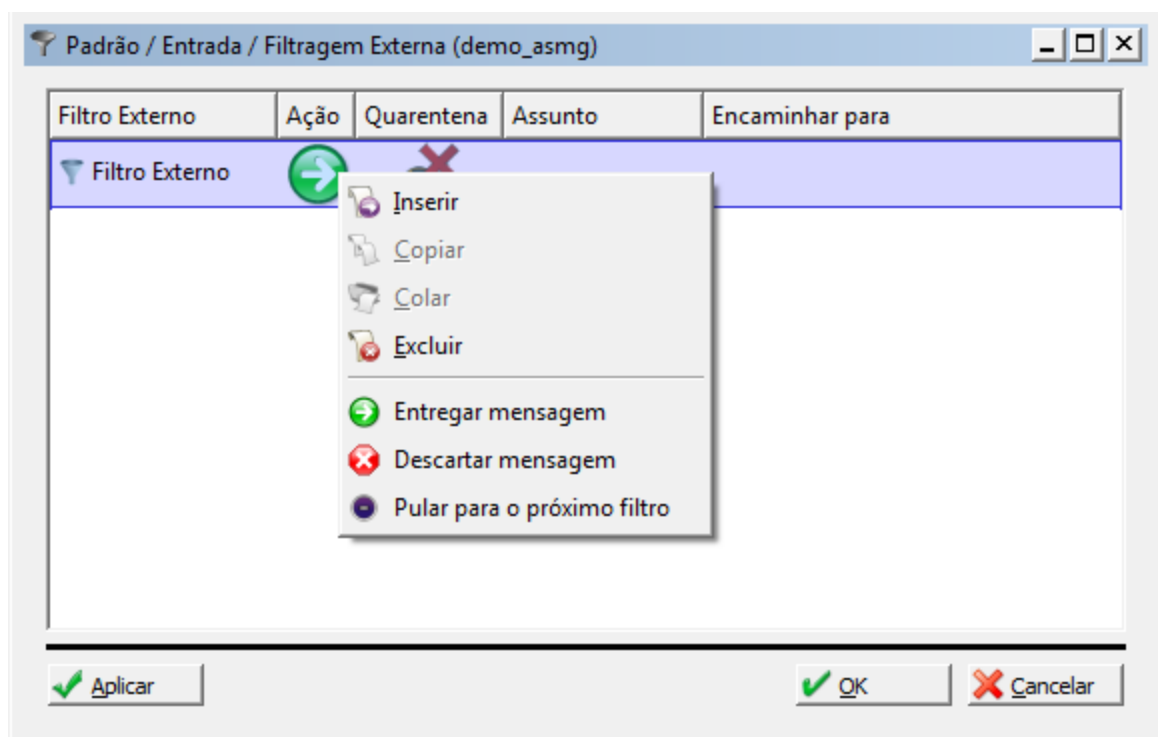 Padrão / Entrada / Filtragem Externa (demo_asmg)
Filtro Externo Ação Quarentena Assunto Encaminhar para
Filtro Externo
Inserir
Copiar
Colar
Excluir
Entregar mensagem
Descartar mensagem
Pular para o próximo filtro
Aplicar OK Cancelar